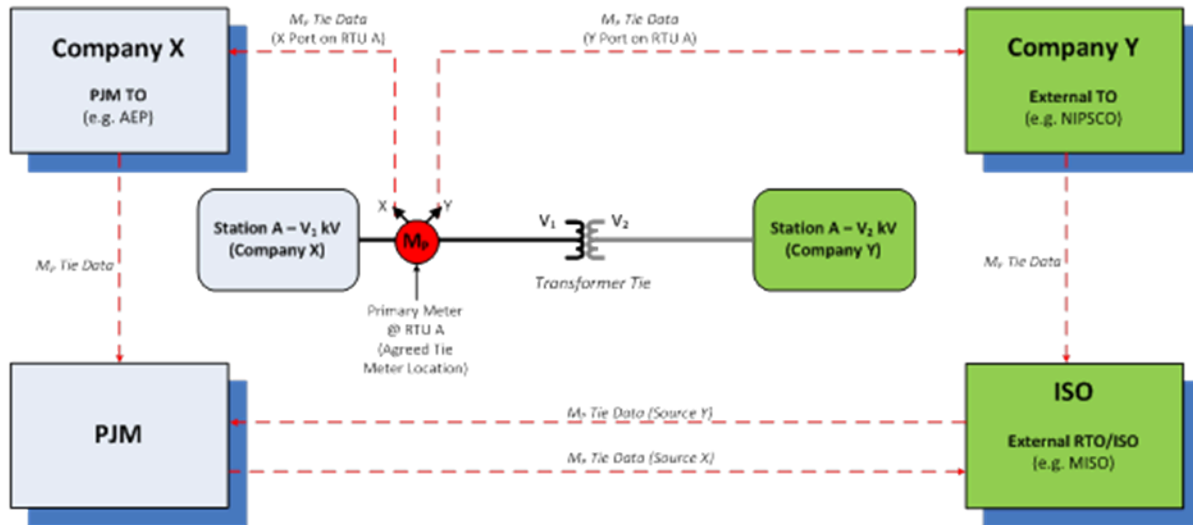 Mₚ Tie Data
(X Port on RTU A)
Mₚ Tie Data
(Y Port on RTU A)
Company X
PJM TO
(e.g. AEP)
Company Y
External TO
(e.g. NIPSCO)
X
Y
Station A – V₁ kV
(Company X)
Mₚ
V₁
V₂
Station A – V₂ kV
(Company Y)
Transformer Tie
Mₚ Tie Data
Mₚ Tie Data
Primary Meter
@ RTU A
(Agreed Tie
Meter Location)
PJM
Mₚ Tie Data (Source Y)
Mₚ Tie Data (Source X)
ISO
External RTO/ISO
(e.g. MISO)